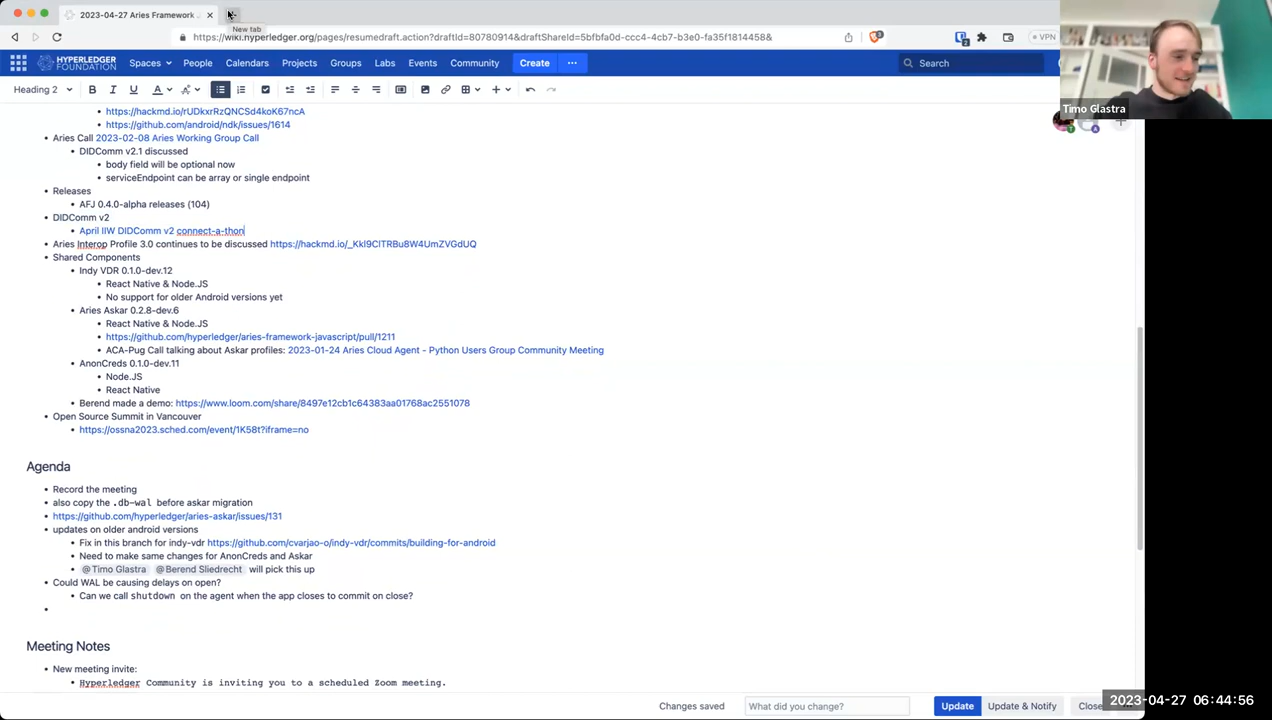 2023-04-27 Aries Framework J
New tab
https://wiki.hyperledger.org/pages/resumedraft.action?draftId=80780914&draftShareId=5bfbfa0d-ccc4-4cb7-b3e0-fa35f1814458&
VPN
HYPERLEDGER FOUNDATION
Spaces
People
Calendars
Projects
Groups
Labs
Events
Community
Create
Search
Heading 2
Timo Glastra
https://hackmd.io/rUDkxrRzQNCSd4koK67ncA
https://github.com/android/ndk/issues/1614
Aries Call 2023-02-08 Aries Working Group Call
DIDComm v2.1 discussed
body field will be optional now
serviceEndpoint can be array or single endpoint
Releases
AFJ 0.4.0-alpha releases (104)
DIDComm v2
April IIW DIDComm v2 connect-a-thon
Aries Interop Profile 3.0 continues to be discussed https://hackmd.io/_KkI9ClTRBu8W4UmZVGdUQ
Shared Components
Indy VDR 0.1.0-dev.12
React Native & Node.JS
No support for older Android versions yet
Aries Askar 0.2.8-dev.6
React Native & Node.JS
https://github.com/hyperledger/aries-framework-javascript/pull/1211
ACA-Pug Call talking about Askar profiles: 2023-01-24 Aries Cloud Agent - Python Users Group Community Meeting
AnonCreds 0.1.0-dev.11
Node.JS
React Native
Berend made a demo: https://www.loom.com/share/8497e12cb1c64383aa01768ac2551078
Open Source Summit in Vancouver
https://ossna2023.sched.com/event/1K58t?iframe=no
Agenda
Record the meeting
also copy the .db-wal before askar migration
https://github.com/hyperledger/aries-askar/issues/131
updates on older android versions
Fix in this branch for indy-vdr https://github.com/cvarjao-o/indy-vdr/commits/building-for-android
Need to make same changes for AnonCreds and Askar
@Timo Glastra @Berend Sliedrecht will pick this up
Could WAL be causing delays on open?
Can we call shutdown on the agent when the app closes to commit on close?
Meeting Notes
New meeting invite:
Hyperledger Community is inviting you to a scheduled Zoom meeting.
Changes saved
What did you change?
Update
Update & Notify
Close
2023-04-27 06:44:56